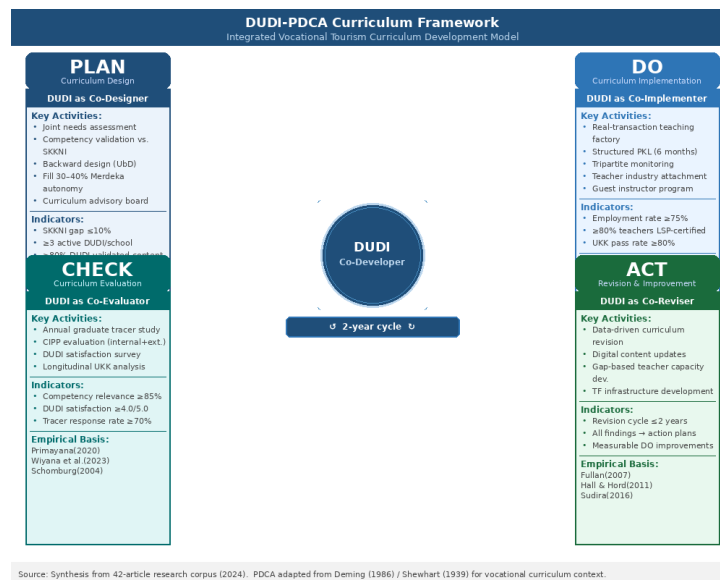 DUDI-PDCA Curriculum Framework
Integrated Vocational Tourism Curriculum Development Model
PLAN
Curriculum Design
DUDI as Co-Designer
Key Activities:
• Joint needs assessment
• Competency validation vs.
SKKNI
• Backward design (UbD)
• Fill 30–40% Merdeka
autonomy
• Curriculum advisory board
Indicators:
• SKKNI gap ≤10%
• ≥3 active DUDI/school
• ≥80% DUDI-validated content
DO
Curriculum Implementation
DUDI as Co-Implementer
Key Activities:
• Real-transaction teaching
factory
• Structured PKL (6 months)
• Tripartite monitoring
• Teacher industry attachment
• Guest instructor program
Indicators:
• Employment rate ≥75%
• ≥80% teachers LSP-certified
• UKK pass rate ≥80%
DUDI
Co-Developer
↺ 2-year cycle ↻
CHECK
Curriculum Evaluation
DUDI as Co-Evaluator
Key Activities:
• Annual graduate tracer study
• CIPP evaluation (internal+ext.)
• DUDI satisfaction survey
• Longitudinal UKK analysis
Indicators:
• Competency relevance ≥85%
• DUDI satisfaction ≥4.0/5.0
• Tracer response rate ≥70%
Empirical Basis:
Primayana(2020)
Wiyana et al.(2023)
Schomburg(2004)
ACT
Revision & Improvement
DUDI as Co-Reviser
Key Activities:
• Data-driven curriculum
revision
• Digital content updates
• Gap-based teacher capacity
dev.
• TF infrastructure development
Indicators:
• Revision cycle ≤2 years
• All findings → action plans
• Measurable DO improvements
Empirical Basis:
Fullan(2007)
Hall & Hord(2011)
Sudira(2016)
Source: Synthesis from 42-article research corpus (2024). PDCA adapted from Deming (1986) / Shewhart (1939) for vocational curriculum context.